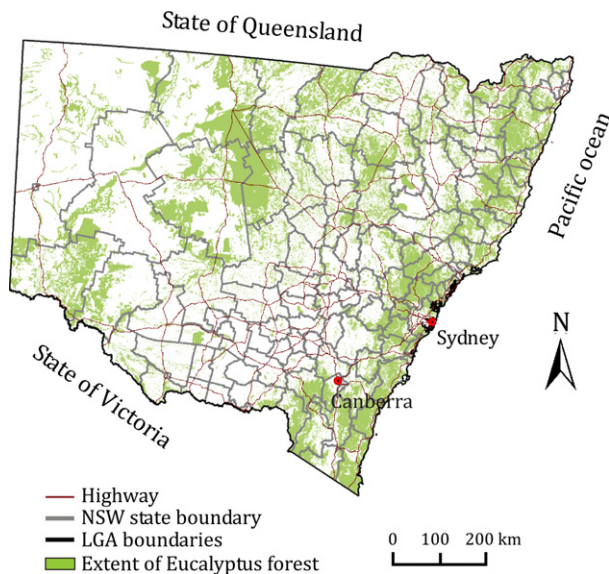 State of Queensland
Pacific ocean
N
Sydney
Canberra
State of Victoria
Highway
NSW state boundary
LGA boundaries
Extent of Eucalyptus forest
0 100 200 km